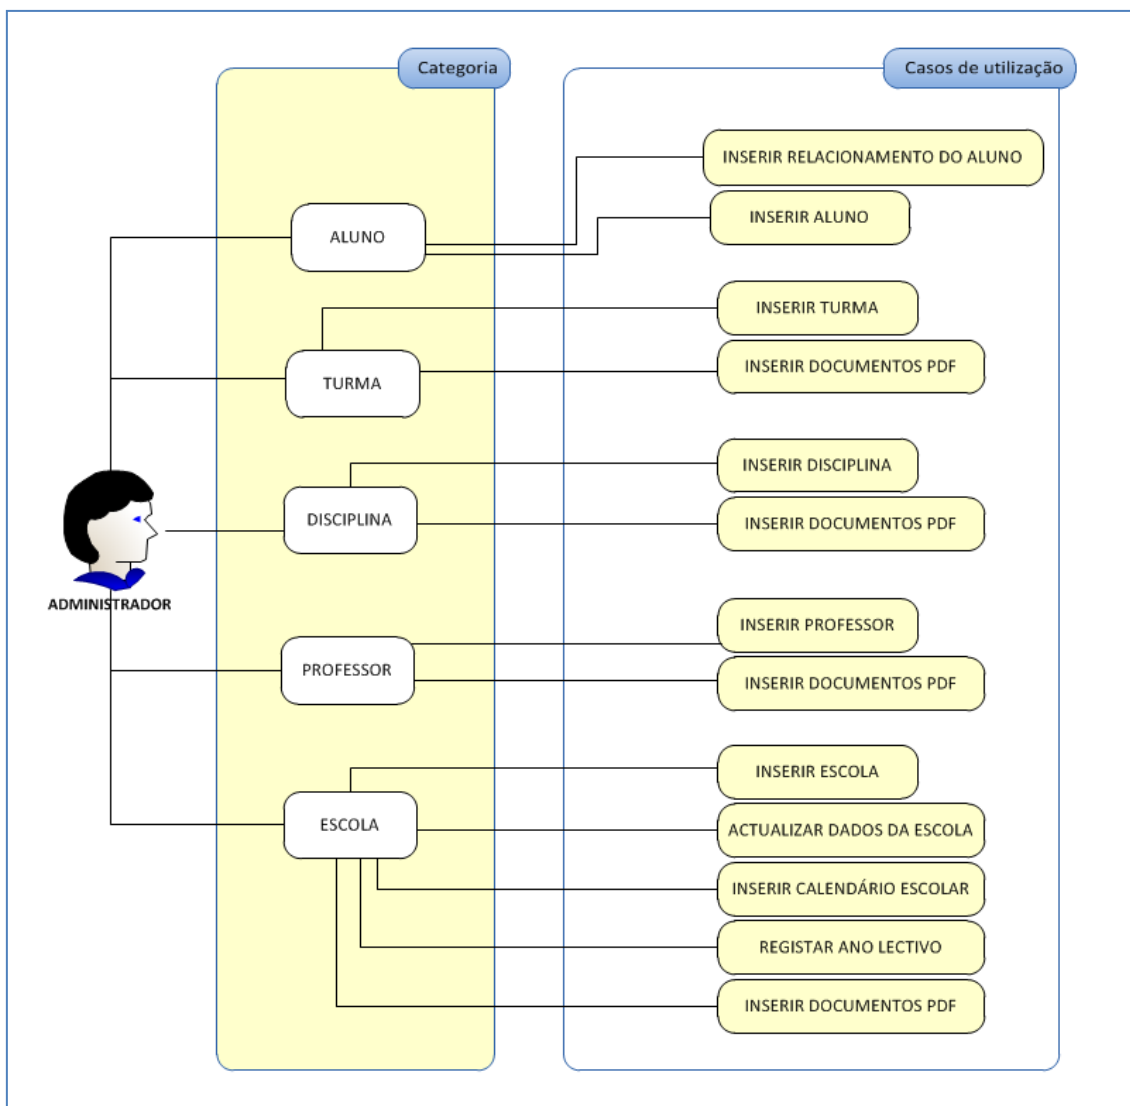 Categoria
Casos de utilização
INSERIR RELACIONAMENTO DO ALUNO
INSERIR ALUNO
ALUNO
INSERIR TURMA
INSERIR DOCUMENTOS PDF
TURMA
INSERIR DISCIPLINA
DISCIPLINA
INSERIR DOCUMENTOS PDF
ADMINISTRADOR
INSERIR PROFESSOR
PROFESSOR
INSERIR DOCUMENTOS PDF
INSERIR ESCOLA
ESCOLA
ACTUALIZAR DADOS DA ESCOLA
INSERIR CALENDÁRIO ESCOLAR
REGISTAR ANO LECTIVO
INSERIR DOCUMENTOS PDF